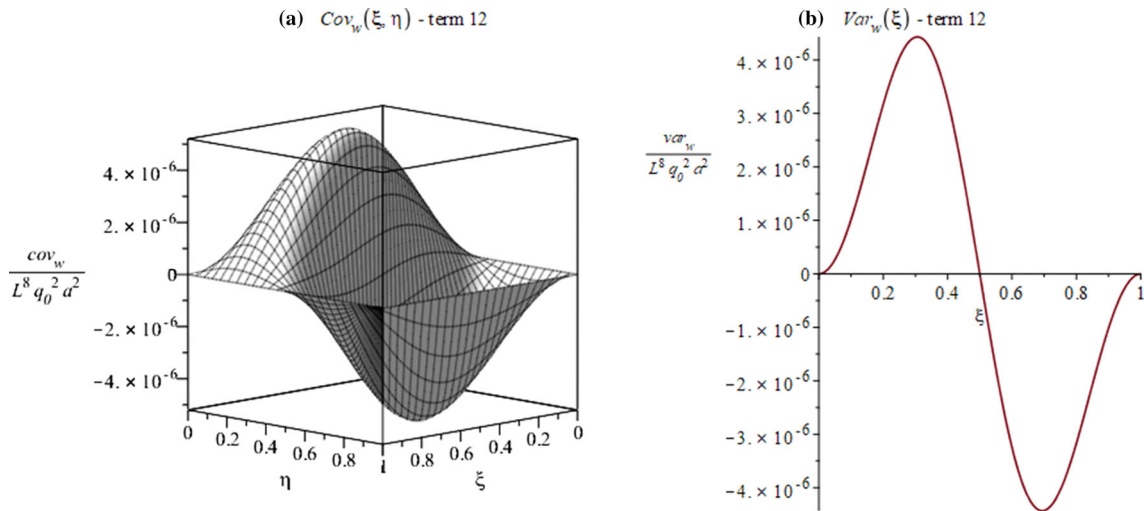 (a) Cov_w(ξ, η) - term 12
4. × 10^-6
2. × 10^-6
0
−2. × 10^-6
−4. × 10^-6
cov_w
L^8 q_0^2 a^2
0 0.2 0.4 0.6 0.8 1
η
0.8 0.6 0.4 0.2 0
ξ
(b) Var_w(ξ) - term 12
4. × 10^-6
3. × 10^-6
2. × 10^-6
1. × 10^-6
0
−1. × 10^-6
−2. × 10^-6
−3. × 10^-6
−4. × 10^-6
var_w
L^8 q_0^2 a^2
0.2 0.4 0.6 0.8 1
ξ